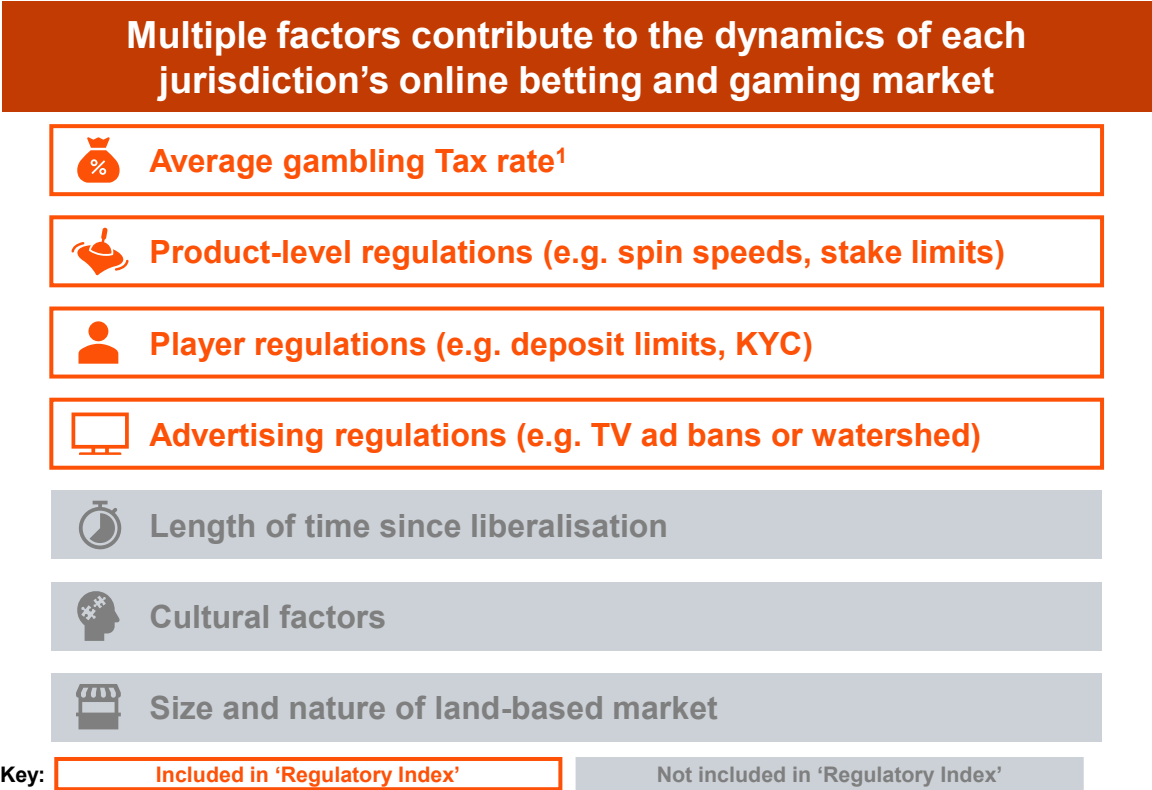 Multiple factors contribute to the dynamics of each
jurisdiction’s online betting and gaming market
%
Average gambling Tax rate¹
Product-level regulations (e.g. spin speeds, stake limits)
Player regulations (e.g. deposit limits, KYC)
Advertising regulations (e.g. TV ad bans or watershed)
Length of time since liberalisation
Cultural factors
Size and nature of land-based market
Key: Included in ‘Regulatory Index’ Not included in ‘Regulatory Index’